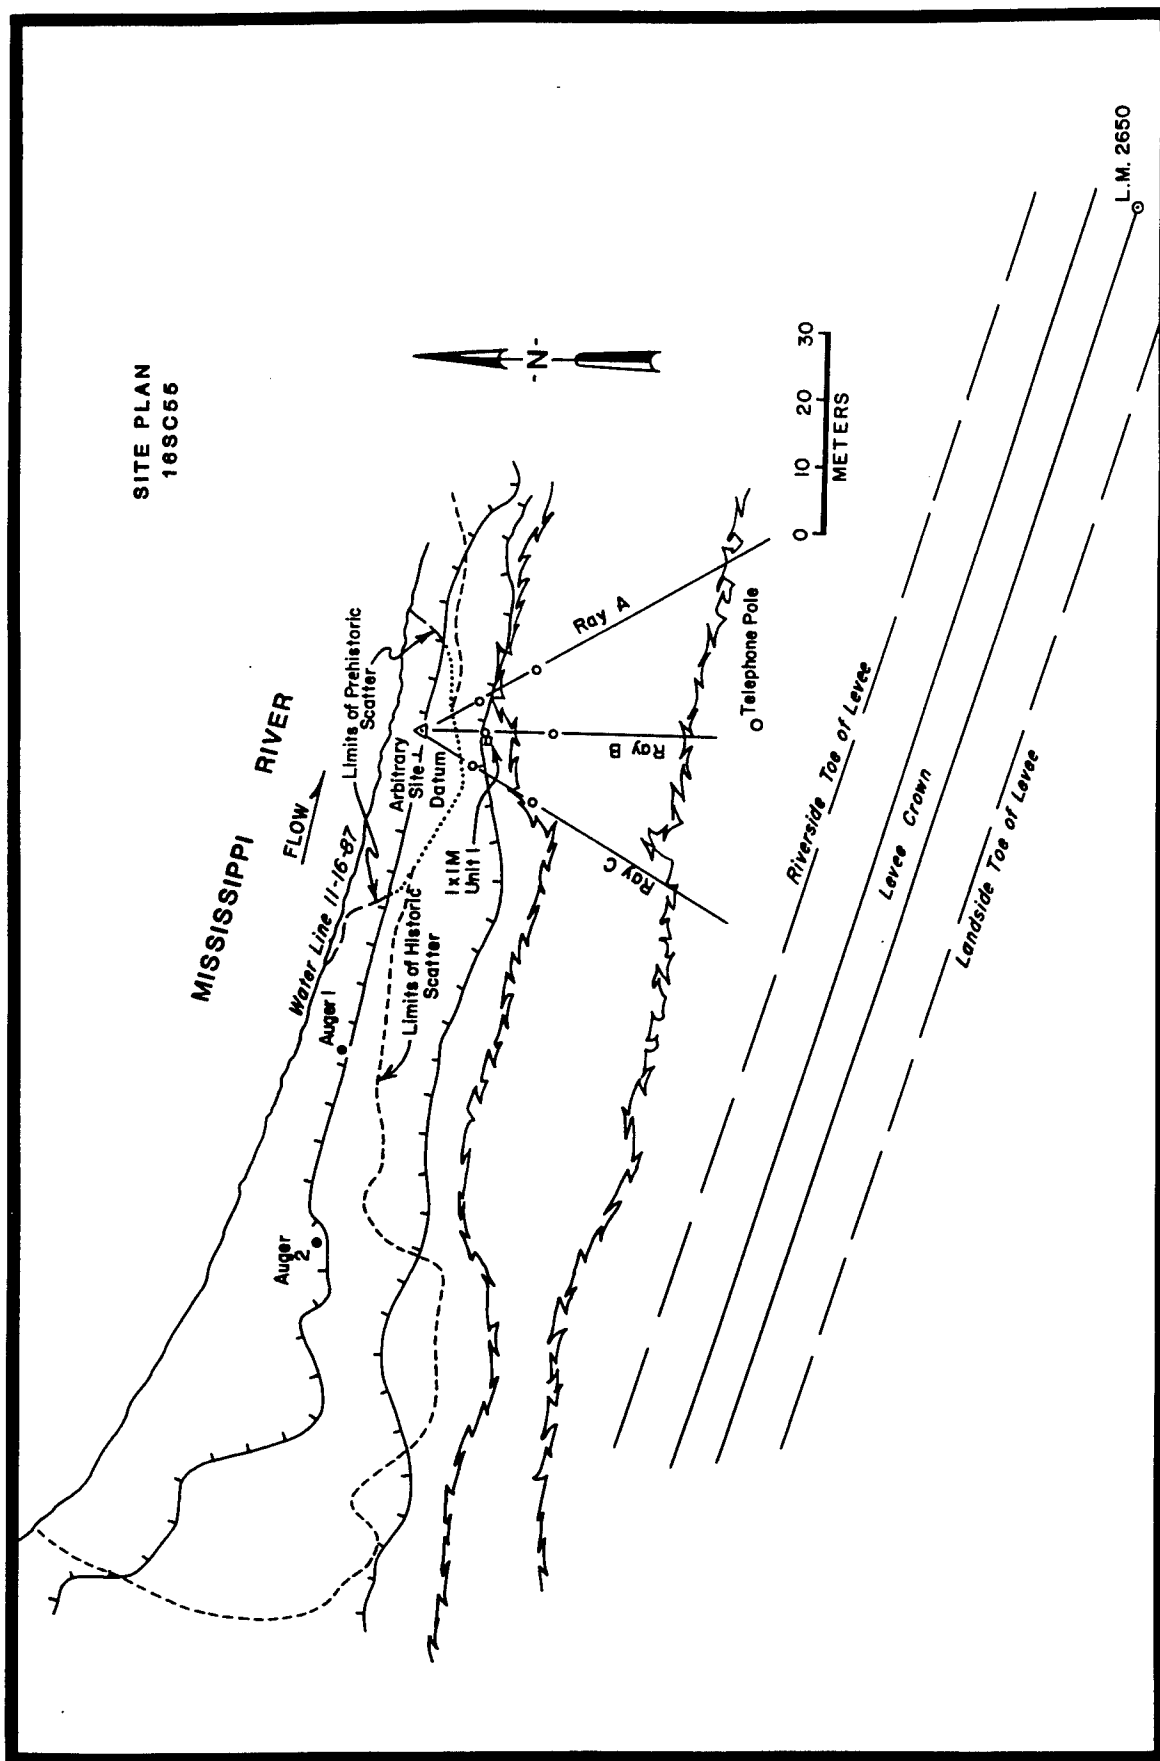 SITE PLAN
16SC55
MISSISSIPPI RIVER
FLOW
Water Line 11-16-87
Limits of Prehistoric
Scatter
Arbitrary
Site
Datum
Auger 1
Auger
2
1x1M
Unit 1
Limits of Historic
Scatter
Ray A
Ray B
Ray C
-N-
0 10 20 30
METERS
Telephone Pole
Riverside Toe of Levee
Levee Crown
Landside Toe of Levee
L.M. 2650